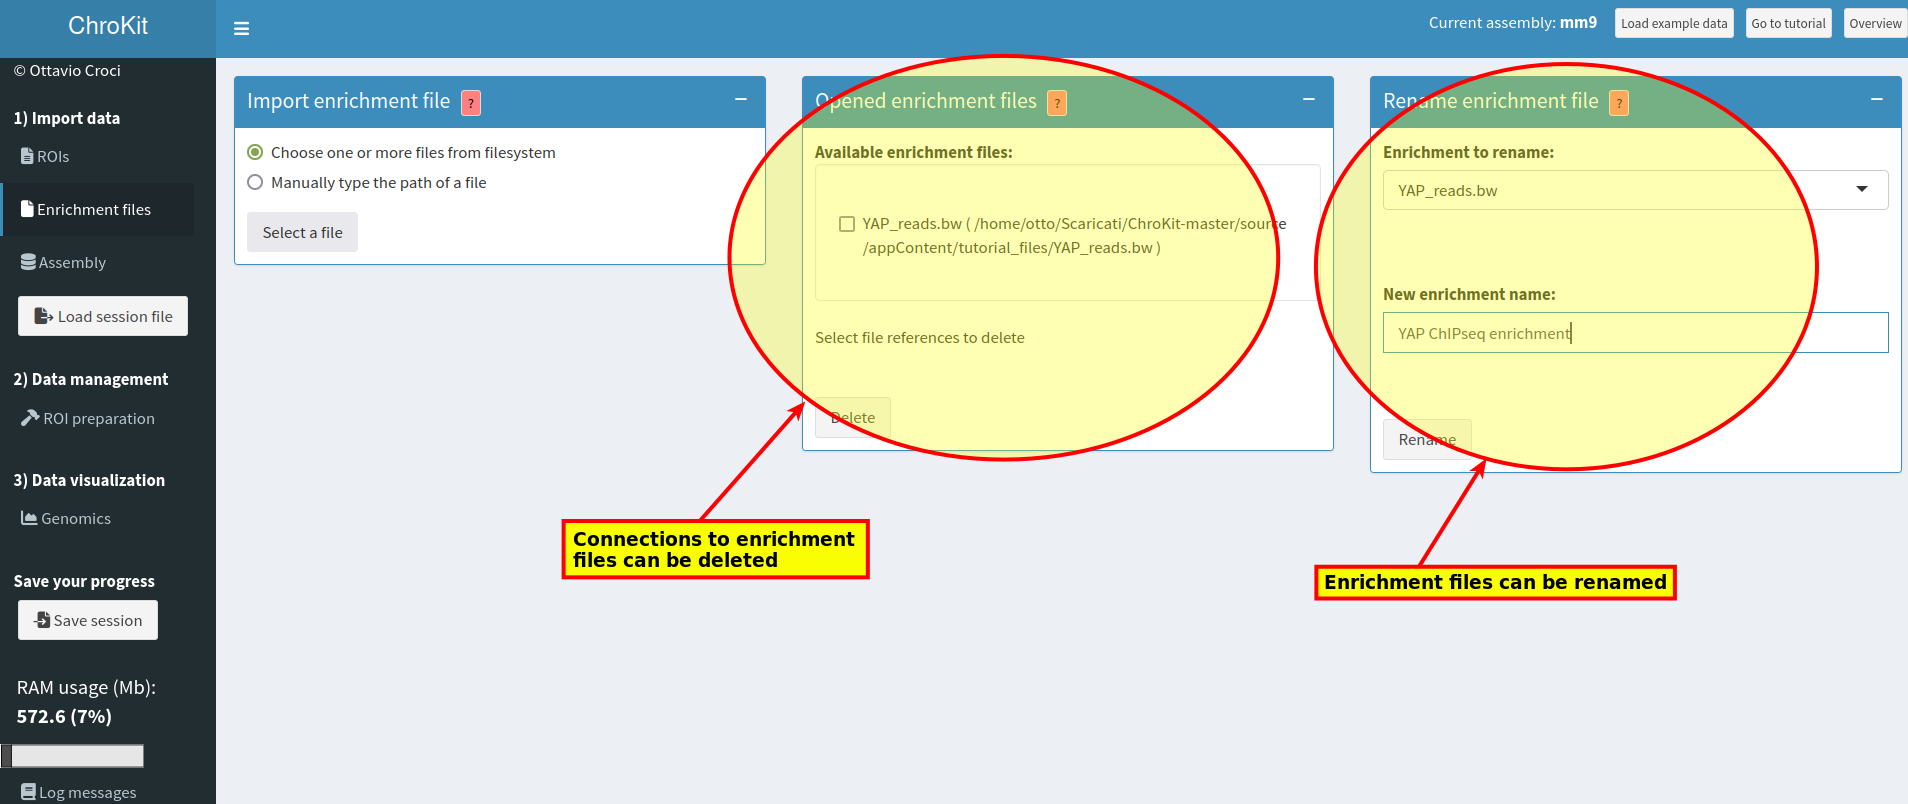 ChroKit
Current assembly: mm9
Load example data
Go to tutorial
Overview
© Ottavio Croci
1) Import data
ROIs
Enrichment files
Assembly
Load session file
2) Data management
ROI preparation
3) Data visualization
Genomics
Save your progress
Save session
RAM usage (Mb):
572.6 (7%)
Log messages
Import enrichment file ?
Choose one or more files from filesystem
Manually type the path of a file
Select a file
Opened enrichment files ?
Available enrichment files:
YAP_reads.bw ( /home/otto/Scaricati/ChroKit-master/source
/appContent/tutorial_files/YAP_reads.bw )
Select file references to delete
Delete
Connections to enrichment
files can be deleted
Rename enrichment file ?
Enrichment to rename:
YAP_reads.bw
New enrichment name:
YAP ChIPseq enrichment
Rename
Enrichment files can be renamed